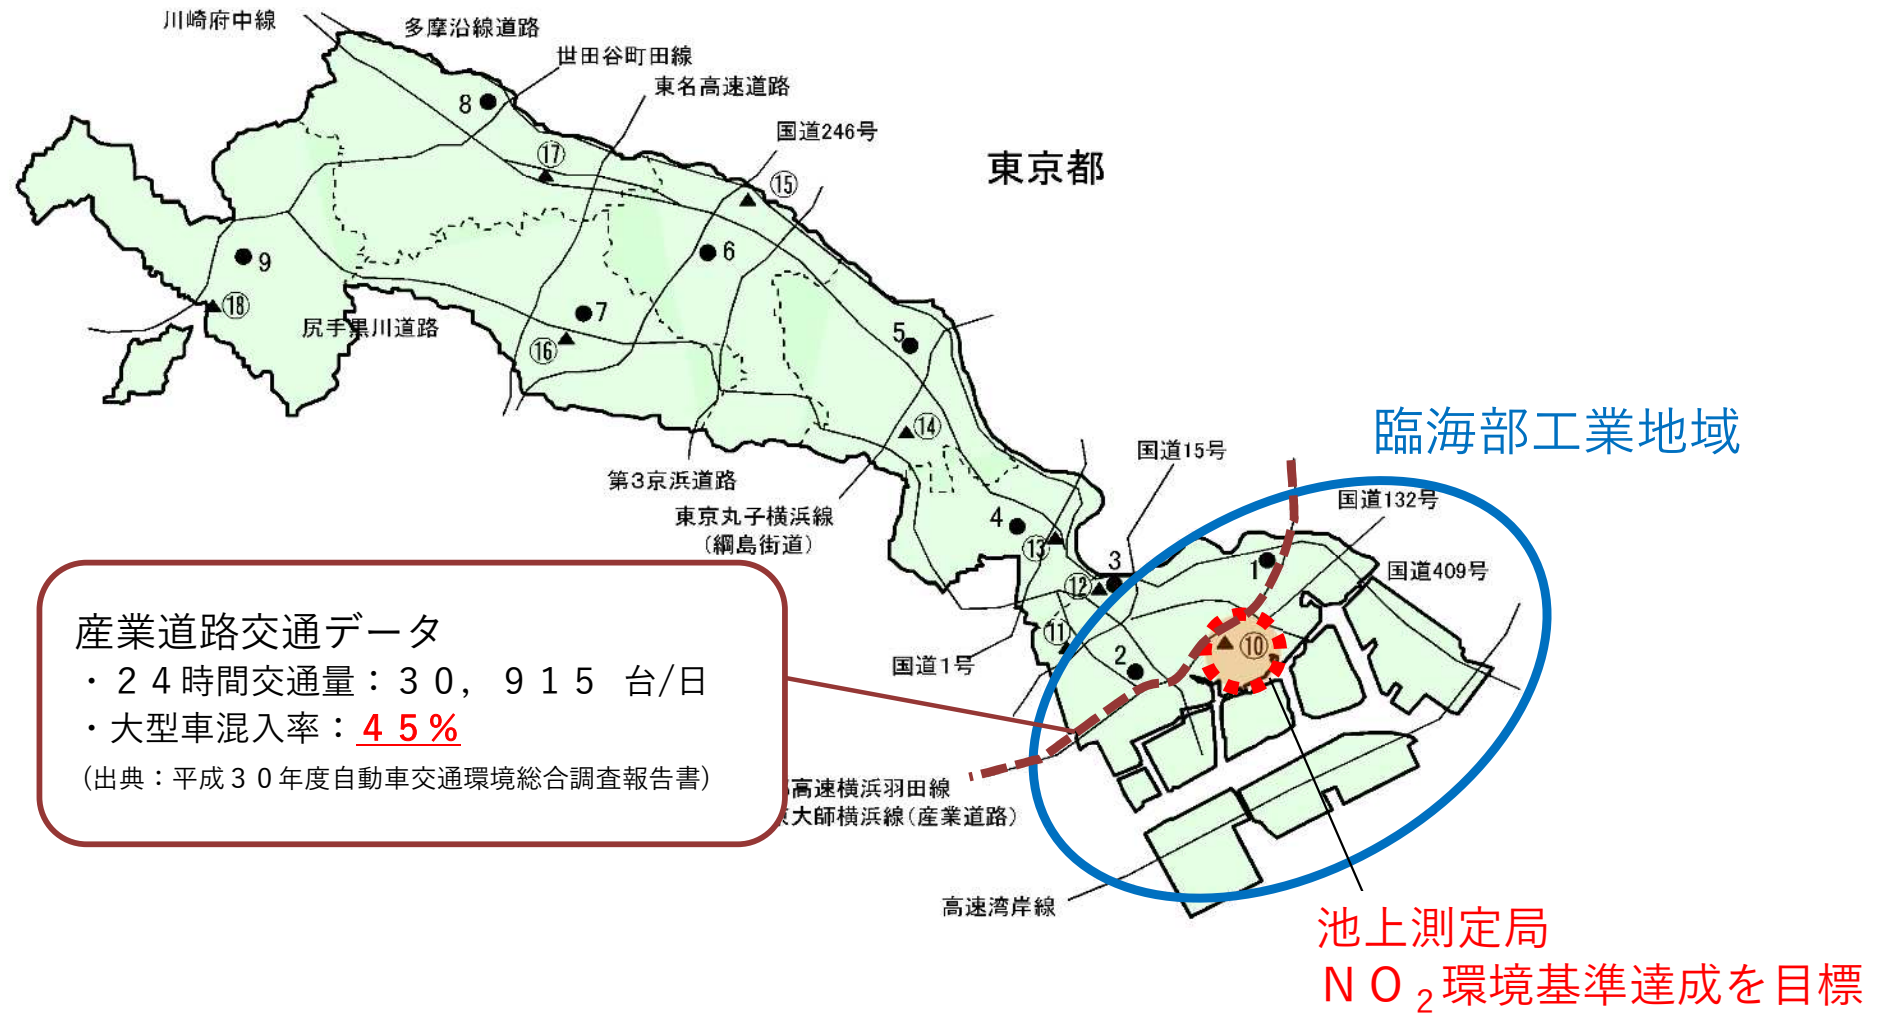 川崎府中線
多摩沿線道路
世田谷町田線
東名高速道路
国道246号
東京都
8
⑰
⑮
6
9
⑱
7
尻手黒川道路
⑯
5
⑭
臨海部工業地域
国道15号
第3京浜道路
国道132号
東京丸子横浜線
(綱島街道)
4
⑬
3
1
国道409号
⑫
⑪
⑩
2
国道1号
産業道路交通データ
・２４時間交通量：３０，９１５ 台/日
・大型車混入率：４５％
（出典：平成３０年度自動車交通環境総合調査報告書）
高速横浜羽田線
大師横浜線(産業道路)
高速湾岸線
池上測定局
ＮＯ₂環境基準達成を目標